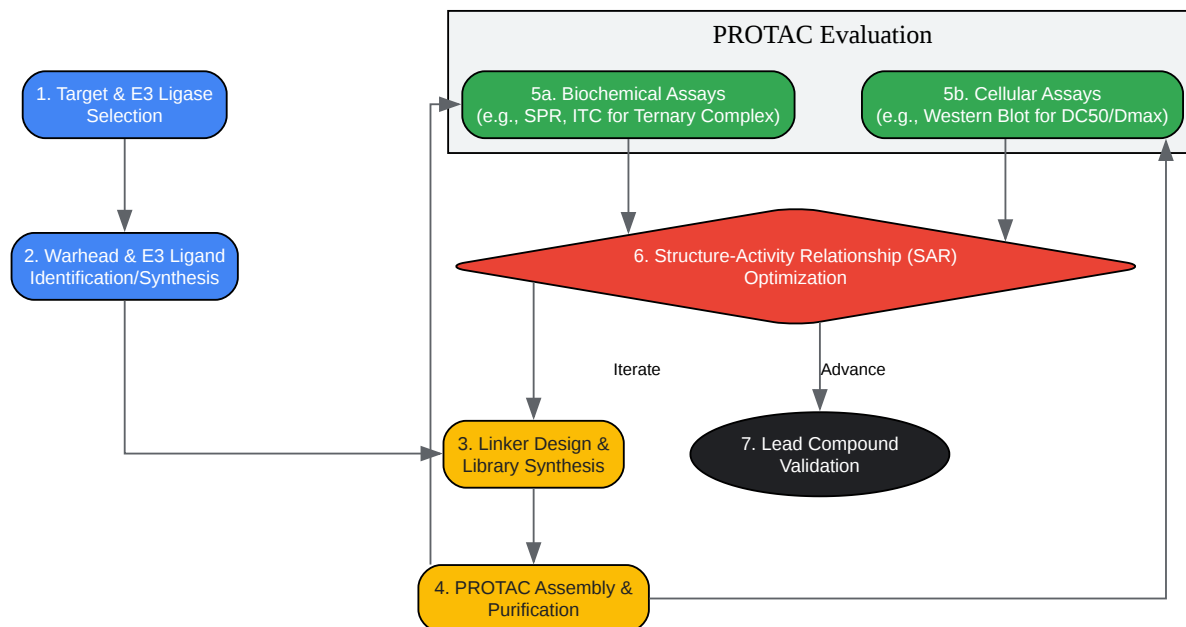 PROTAC Evaluation
1. Target & E3 Ligase
Selection
5a. Biochemical Assays
(e.g., SPR, ITC for Ternary Complex)
5b. Cellular Assays
(e.g., Western Blot for DC50/Dmax)
2. Warhead & E3 Ligand
Identification/Synthesis
6. Structure-Activity Relationship (SAR)
Optimization
Iterate
Advance
3. Linker Design &
Library Synthesis
7. Lead Compound
Validation
4. PROTAC Assembly &
Purification